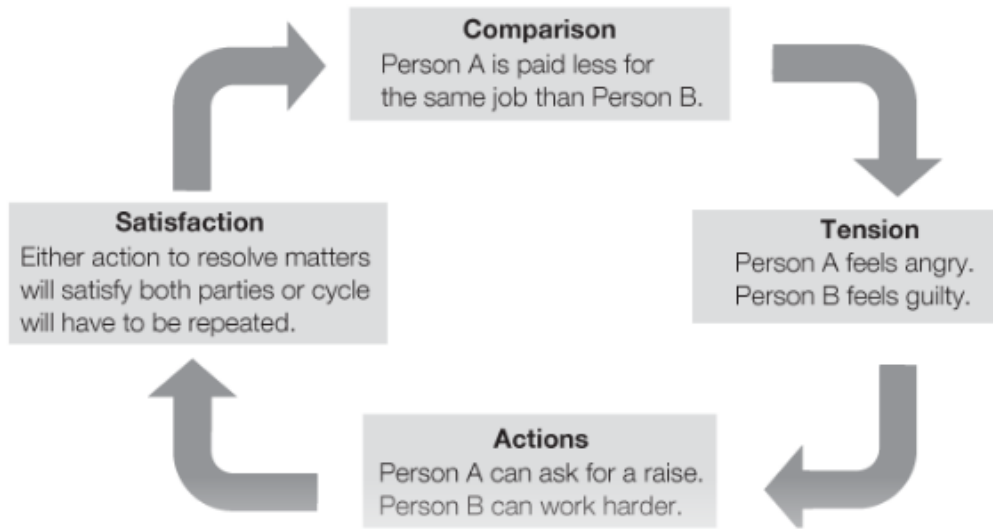 Comparison
Person A is paid less for
the same job than Person B.
Tension
Person A feels angry.
Person B feels guilty.
Actions
Person A can ask for a raise.
Person B can work harder.
Satisfaction
Either action to resolve matters
will satisfy both parties or cycle
will have to be repeated.